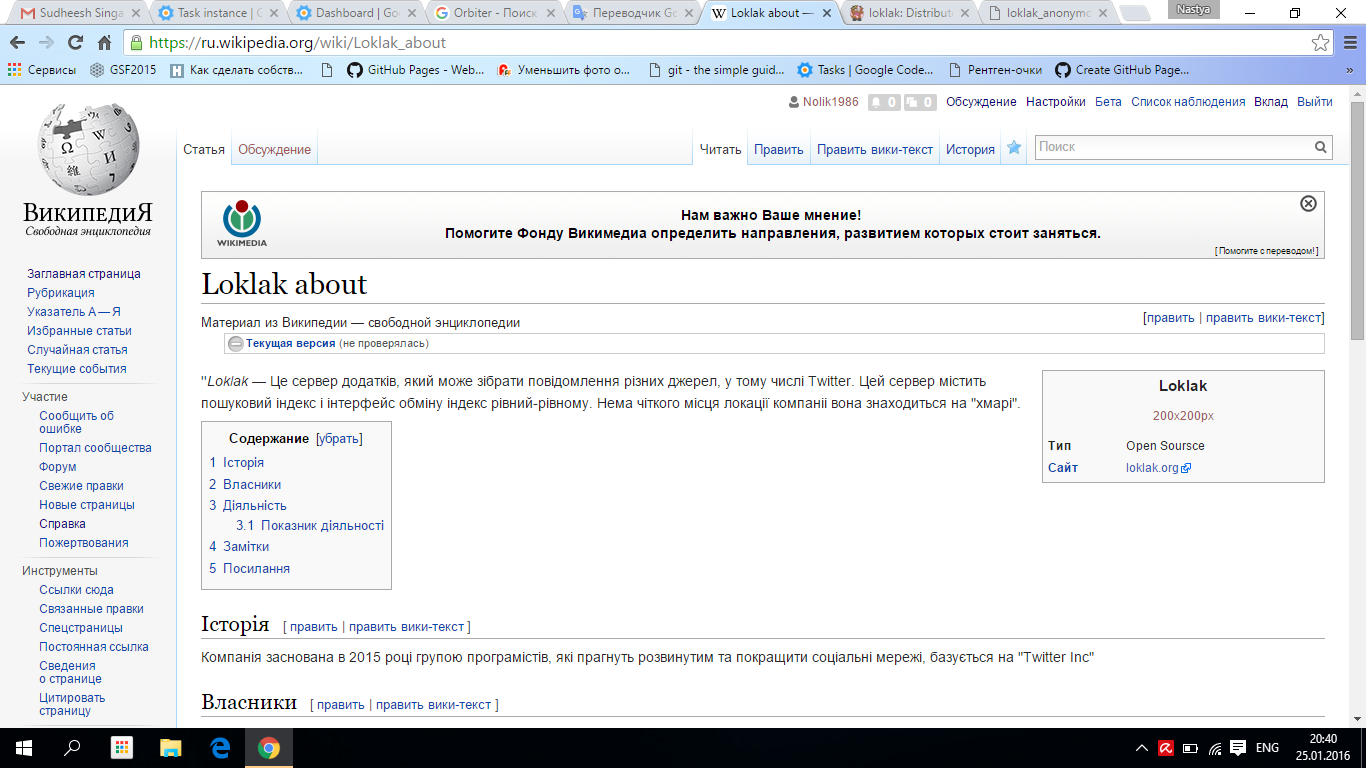 Sudheesh Singa
Task instance | G
Dashboard | Goo
Orbiter - Поиск
Переводчик Go
Loklak about —
loklak: Distribut
loklak_anonymo
Nastya
https://ru.wikipedia.org/wiki/Loklak_about
Сервисы GSF2015 Как сделать собств... GitHub Pages - Web... Уменьшить фото о... git - the simple guid... Tasks | Google Code... Рентген-очки Create GitHub Page... »
Nolik1986 0 0 Обсуждение Настройки Бета Список наблюдения Вклад Выйти
Статья Обсуждение Читать Править Править вики-текст История Поиск
ВикипедиЯ
Свободная энциклопедия
Заглавная страница
Рубрикация
Указатель А — Я
Избранные статьи
Случайная статья
Текущие события
Участие
Сообщить об
ошибке
Портал сообщества
Форум
Свежие правки
Новые страницы
Справка
Пожертвования
Инструменты
Ссылки сюда
Связанные правки
Спецстраницы
Постоянная ссылка
Сведения
о странице
Цитировать
страницу
WIKIMEDIA
Нам важно Ваше мнение!
Помогите Фонду Викимедиа определить направления, развитием которых стоит заняться.
[Помогите с переводом!]
Loklak about
Материал из Википедии — свободной энциклопедии
[править | править вики-текст]
Текущая версия (не проверялась)
"Loklak — Це сервер додатків, який може зібрати повідомлення різних джерел, у тому числі Twitter. Цей сервер містить
пошуковий індекс і інтерфейс обміну індекс рівний-рівному. Нема чіткого місця локації компаніі вона знаходиться на "хмарі".
Loklak
200x200px
Тип Open Soursce
Сайт loklak.org
Содержание [убрать]
1 Історія
2 Власники
3 Діяльність
3.1 Показник діяльності
4 Замітки
5 Посилання
Історія [ править | править вики-текст ]
Компанія заснована в 2015 році групою програмістів, які прагнуть розвинутим та покращити соціальні мережі, базується на "Twitter Inc"
Власники [ править | править вики-текст ]
ENG
20:40
25.01.2016